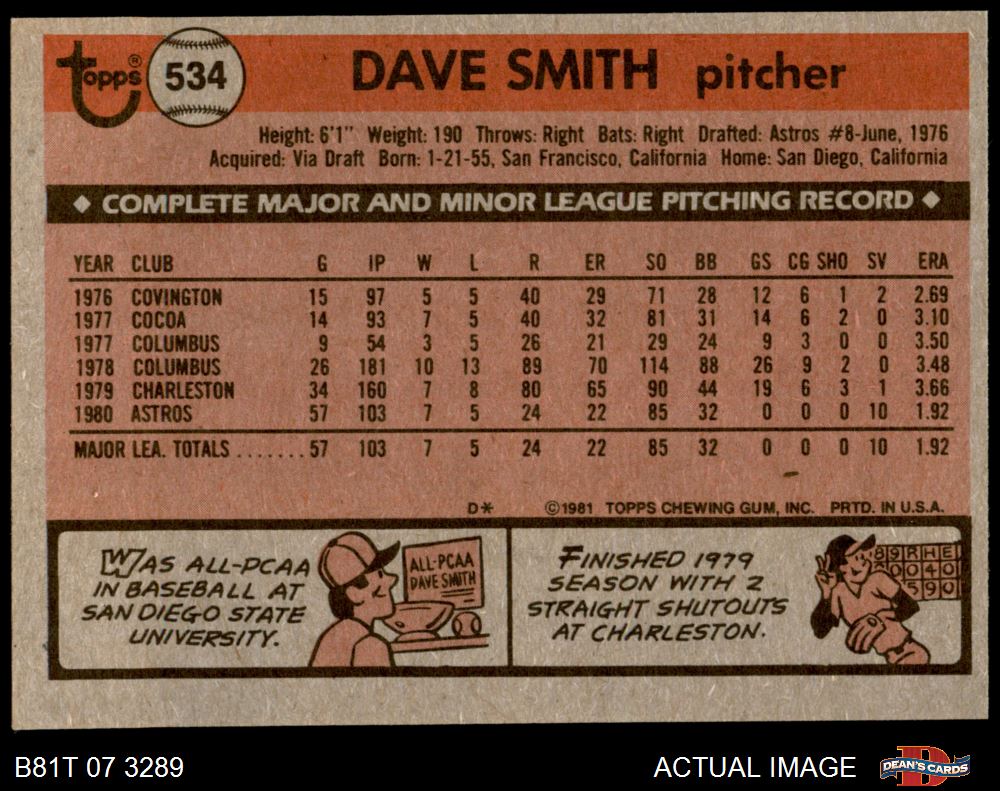 Topps® 534 DAVE SMITH pitcher
Height: 6'1" Weight: 190 Throws: Right Bats: Right Drafted: Astros #8-June, 1976
Acquired: Via Draft Born: 1-21-55, San Francisco, California Home: San Diego, California
◆ COMPLETE MAJOR AND MINOR LEAGUE PITCHING RECORD ◆
YEAR CLUB G IP W L R ER SO BB GS CG SHO SV ERA
1976 COVINGTON 15 97 5 5 40 29 71 28 12 6 1 2 2.69
1977 COCOA 14 93 7 5 40 32 81 31 14 6 2 0 3.10
1977 COLUMBUS 9 54 3 5 26 21 29 24 9 3 0 0 3.50
1978 COLUMBUS 26 181 10 13 89 70 114 88 26 9 2 0 3.48
1979 CHARLESTON 34 160 7 8 80 65 90 44 19 6 3 1 3.66
1980 ASTROS 57 103 7 5 24 22 85 32 0 0 0 10 1.92
MAJOR LEA. TOTALS .......57 103 7 5 24 22 85 32 0 0 0 10 1.92
D* ©1981 TOPPS CHEWING GUM, INC. PRTD. IN U.S.A.
WAS ALL-PCAA
IN BASEBALL AT
SAN DIEGO STATE
UNIVERSITY.
ALL-PCAA
DAVE SMITH
FINISHED 1979
SEASON WITH 2
STRAIGHT SHUTOUTS
AT CHARLESTON.
8 9 R H E
0 0 4 0
5 9 0
B81T 07 3289
ACTUAL IMAGE
D
DEAN'S CARDS